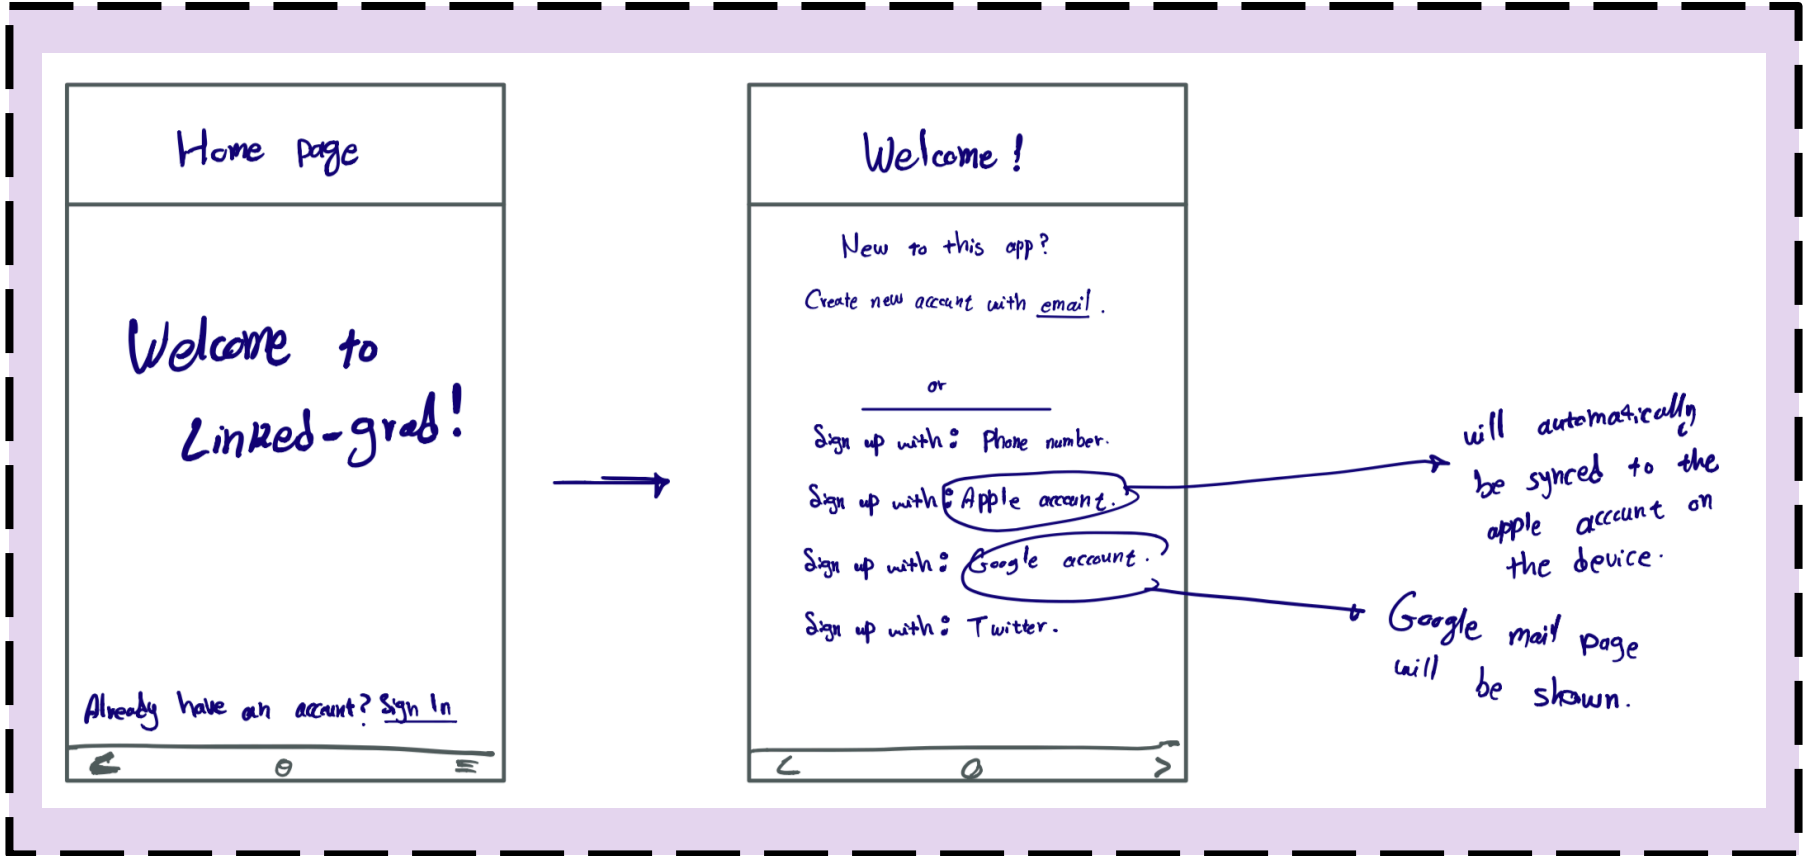 Home page
Welcome to
Linked-grad!
Already have an account? Sign In
Welcome!
New to this app?
Create new account with email.
or
Sign up with: Phone number.
Sign up with: Apple account.
Sign up with: Google account.
Sign up with: Twitter.
will automatically
be synced to the
apple account on
the device.
Google mail page
will be shown.